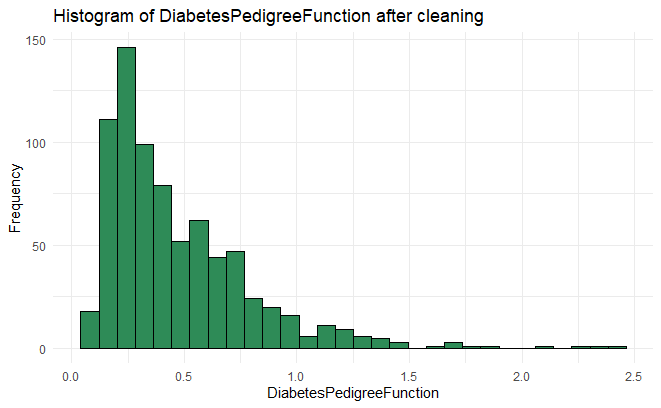 Histogram of DiabetesPedigreeFunction after cleaning
150
100
50
0
Frequency
0.0 0.5 1.0 1.5 2.0 2.5
DiabetesPedigreeFunction